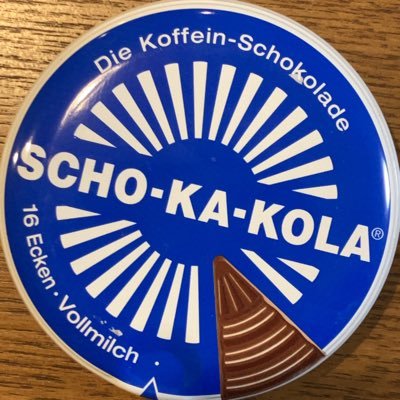 Die Koffein-Schokolade
SCHO-KA-KOLA®
16 Ecken · Vollmilch